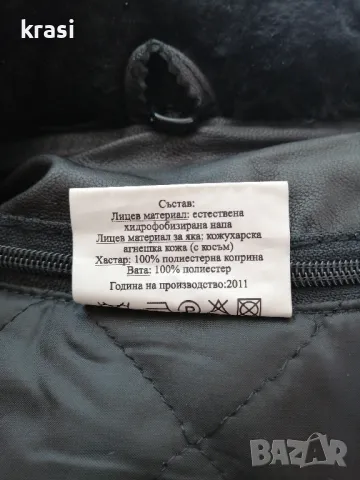 krasi
Състав:
Лицев материал: естествена
хидрофобизирана напа
Лицев материал за яка: кожухарска
агнешка кожа (с косъм)
Хастар: 100% полиестерна коприна
Вата: 100% полиестер
Година на производство:2011
P
BAZAR